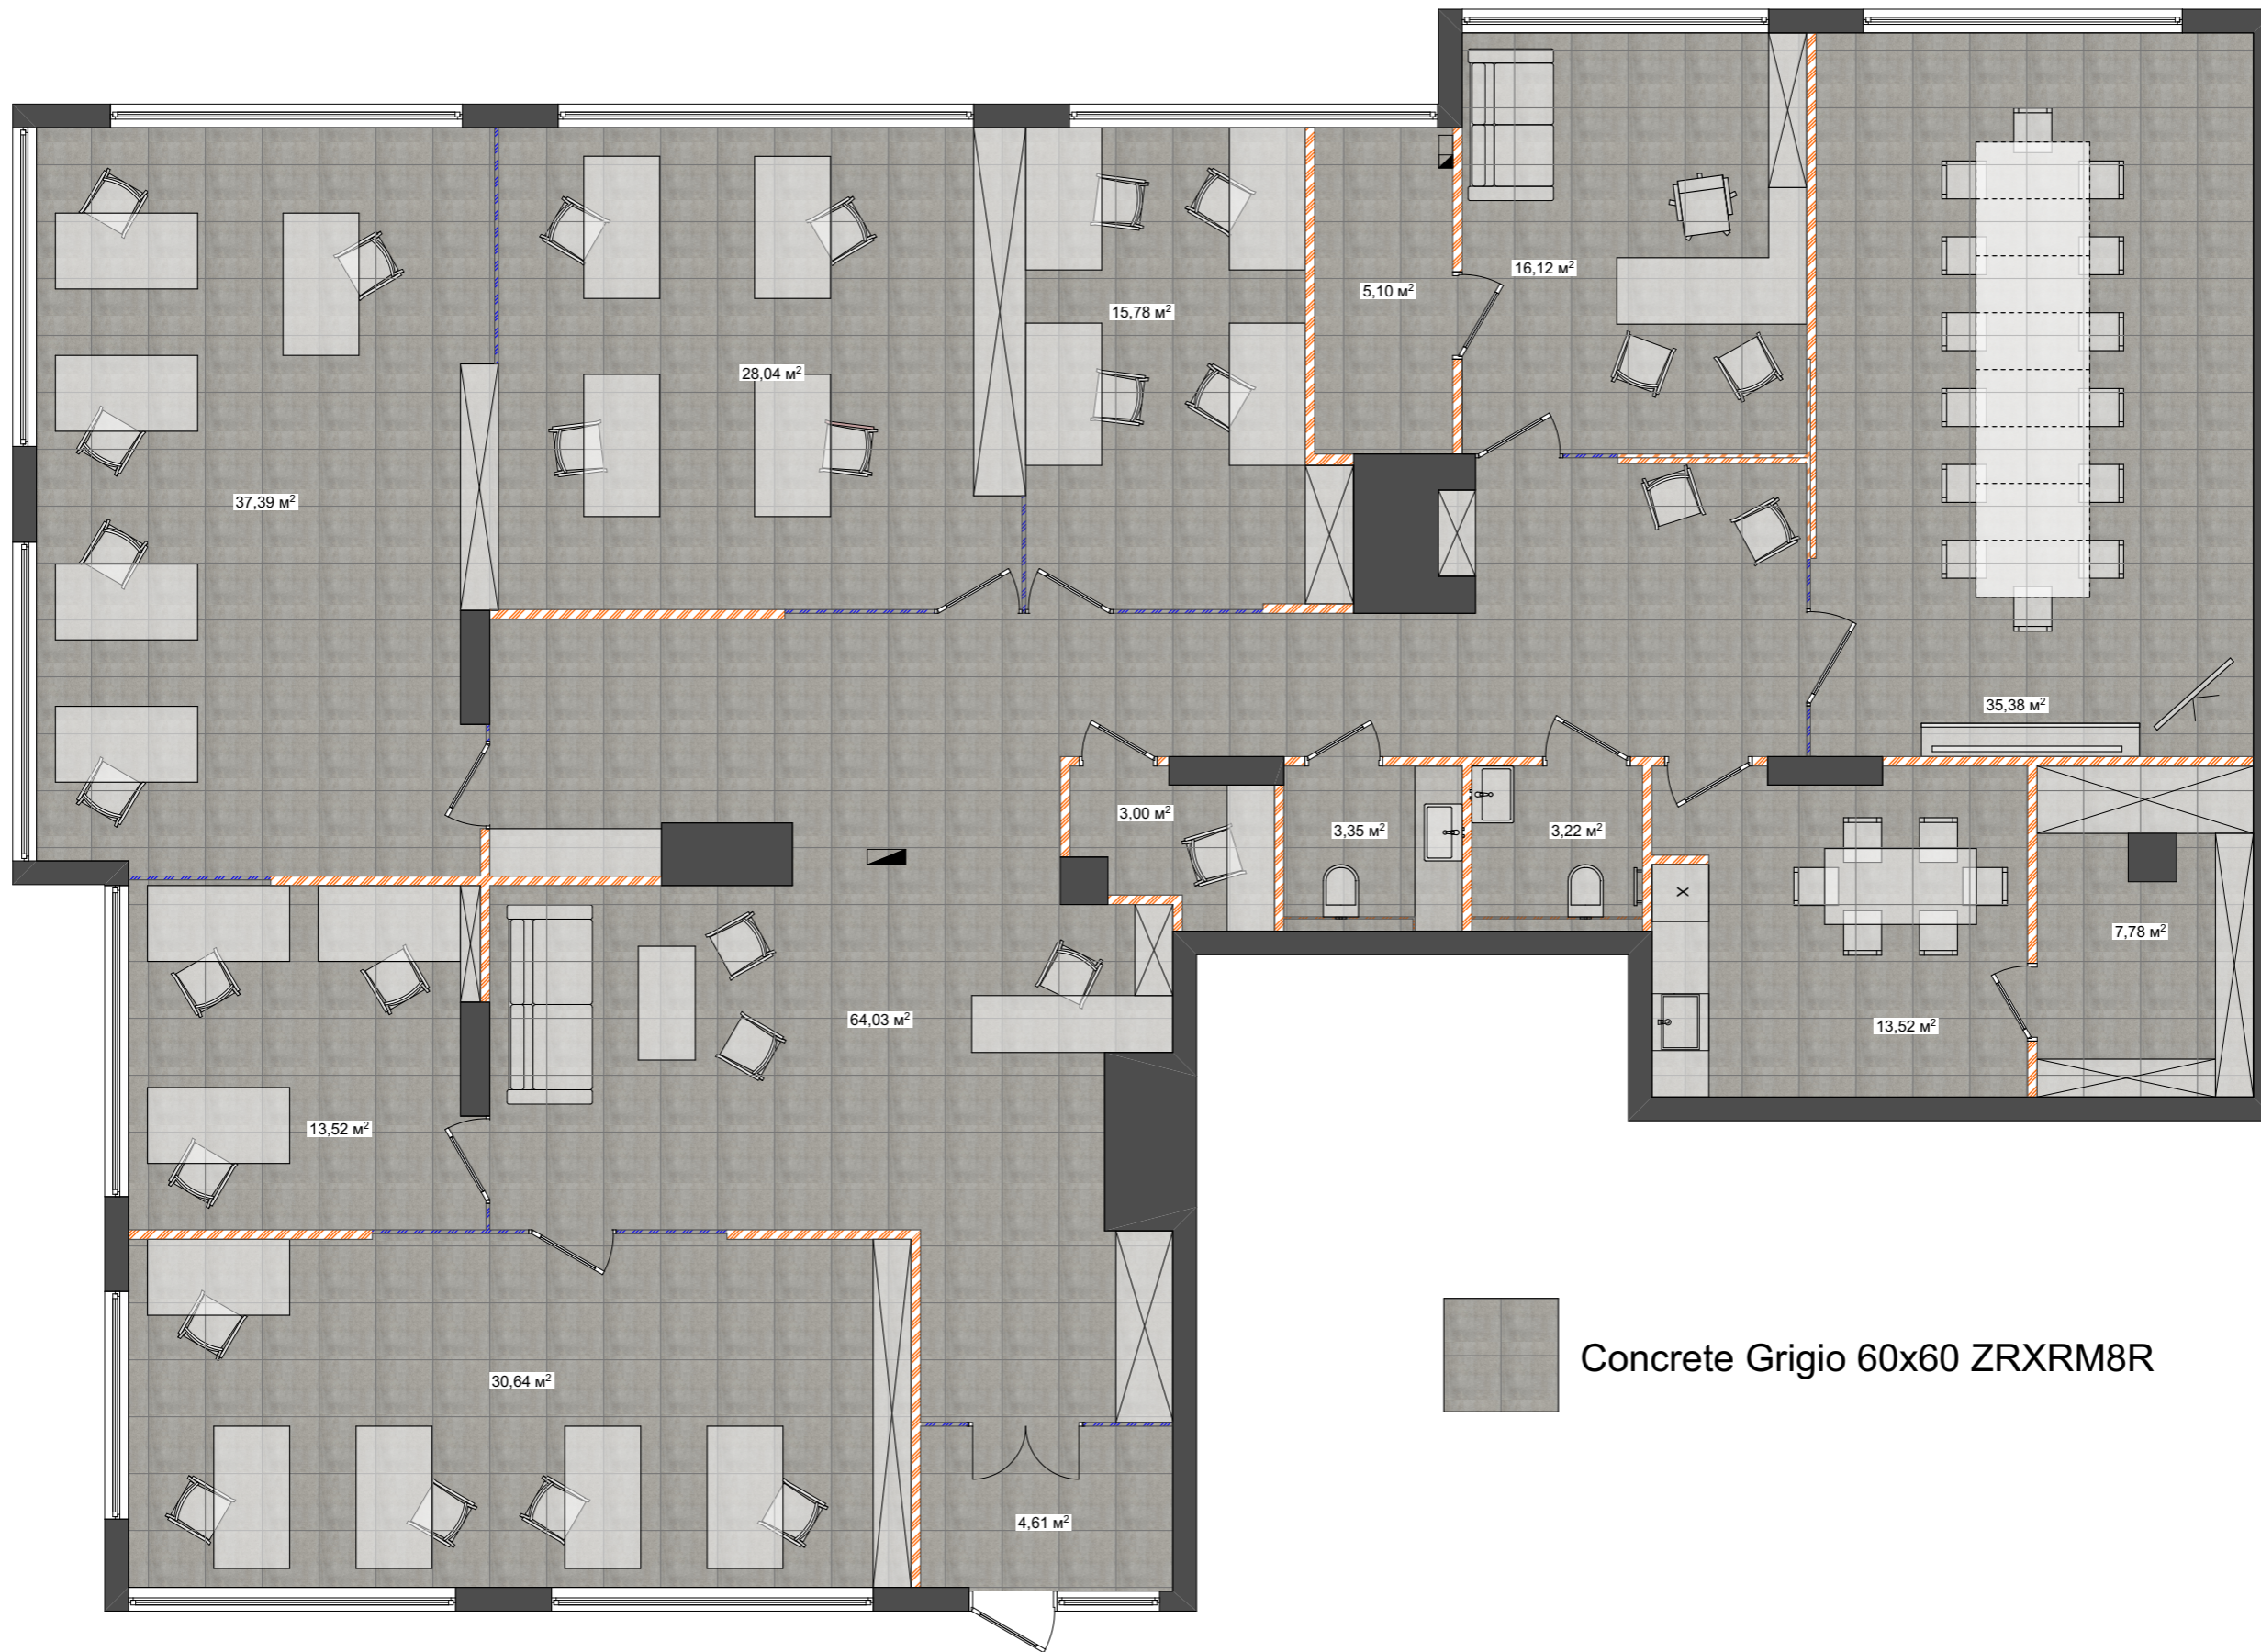 16,12 м²
5,10 м²
15,78 м²
28,04 м²
37,39 м²
35,38 м²
3,00 м²
3,35 м²
3,22 м²
7,78 м²
64,03 м²
13,52 м²
13,52 м²
Concrete Grigio 60x60 ZRXRM8R
30,64 м²
4,61 м²